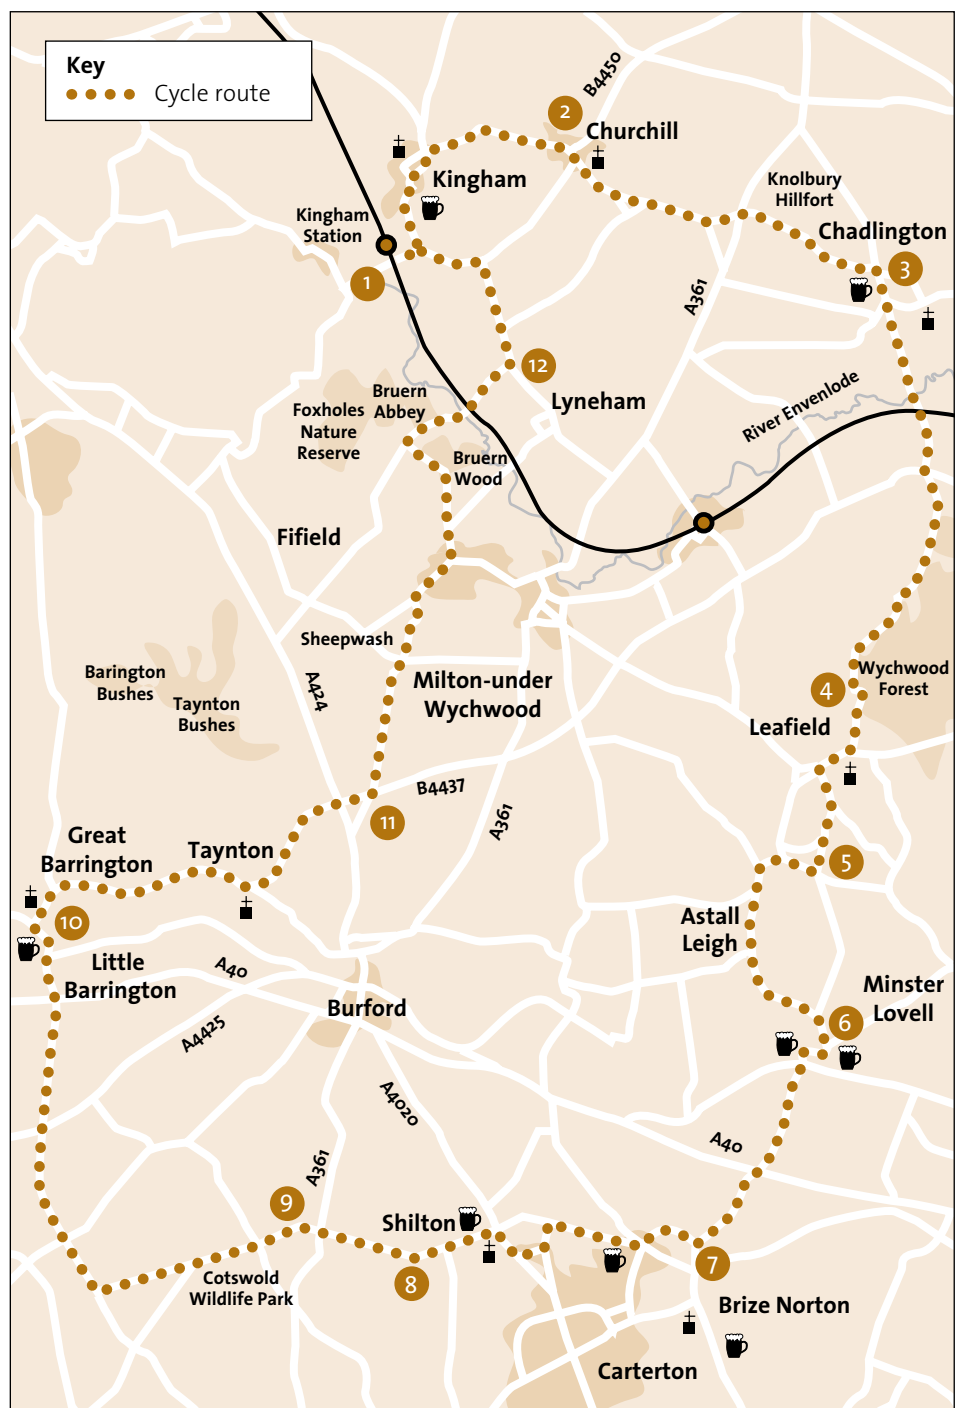 Key
Cycle route
B4450
2
Churchill
Kingham
Knolbury
Hillfort
Kingham
Station
Chadlington
3
1
A361
12
Lyneham
Bruern
Abbey
Foxholes
Nature
Reserve
River Envenlode
Bruern
Wood
Fifield
Sheepwash
Barington
Bushes
Taynton
Bushes
A424
Milton-under
Wychwood
Wychwood
Forest
4
Leafield
B4437
A361
11
Great
Barrington
Taynton
5
10
Astall
Leigh
Little
Barrington
A40
Minster
Lovell
6
Burford
A4425
A4020
A40
A361
9
Shilton
8
7
Cotswold
Wildlife Park
Brize Norton
Carterton